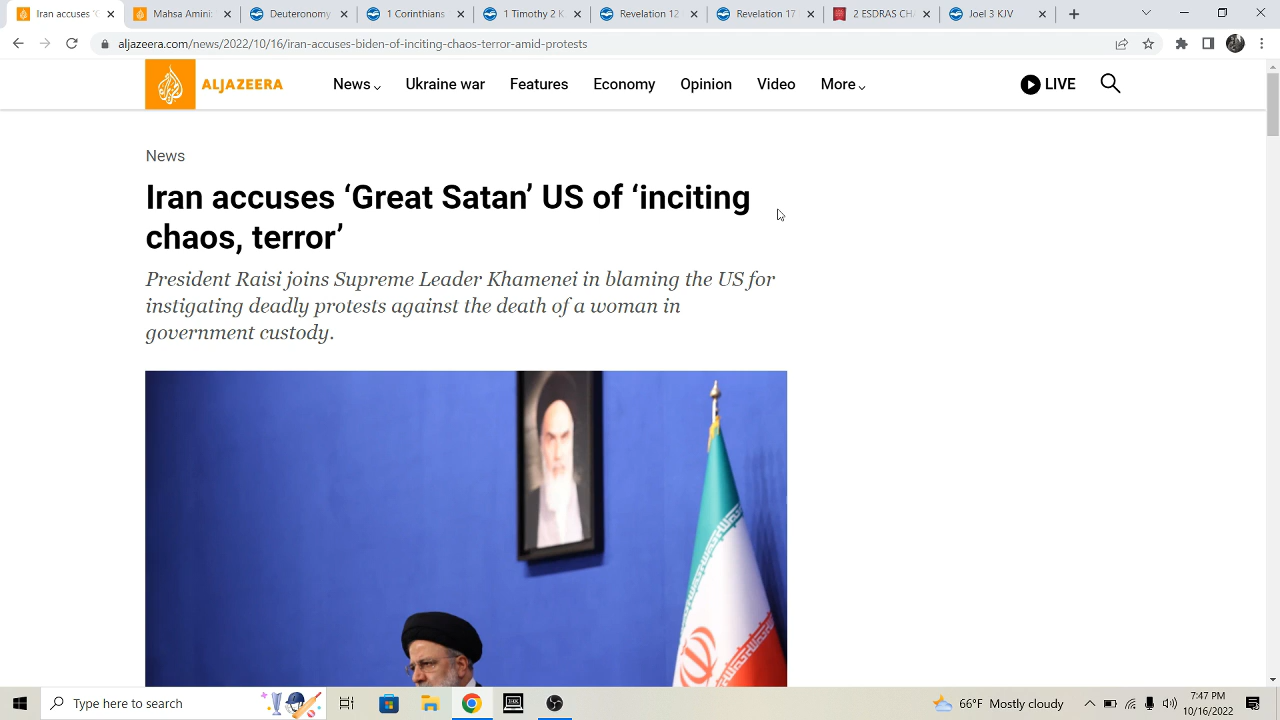 Iran accuses '
Maps and
Deuteronomy
1 Corinthians
1 Timothy 2 K
Revelation 12
Revelation 17
2 ESDRAS CH
Joel 3 KJV
aljazeera.com/news/2022/10/16/iran-accuses-biden-of-inciting-chaos-terror-amid-protests
ALJAZEERA
News
Ukraine war
Features
Economy
Opinion
Video
More
LIVE
News
Iran accuses ‘Great Satan’ US of ‘inciting
chaos, terror’
President Raisi joins Supreme Leader Khamenei in blaming the US for
instigating deadly protests against the death of a woman in
government custody.
Type here to search
66°F Mostly cloudy
7:47 PM
10/16/2022